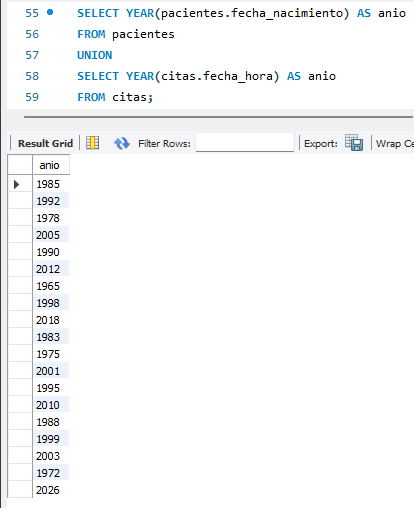 55 SELECT YEAR(pacientes.fecha_nacimiento) AS anio
56 FROM pacientes
57 UNION
58 SELECT YEAR(citas.fecha_hora) AS anio
59 FROM citas;
Result Grid Filter Rows: Export: Wrap Ce
anio
1985
1992
1978
2005
1990
2012
1965
1998
2018
1983
1975
2001
1995
2010
1988
1999
2003
1972
2026